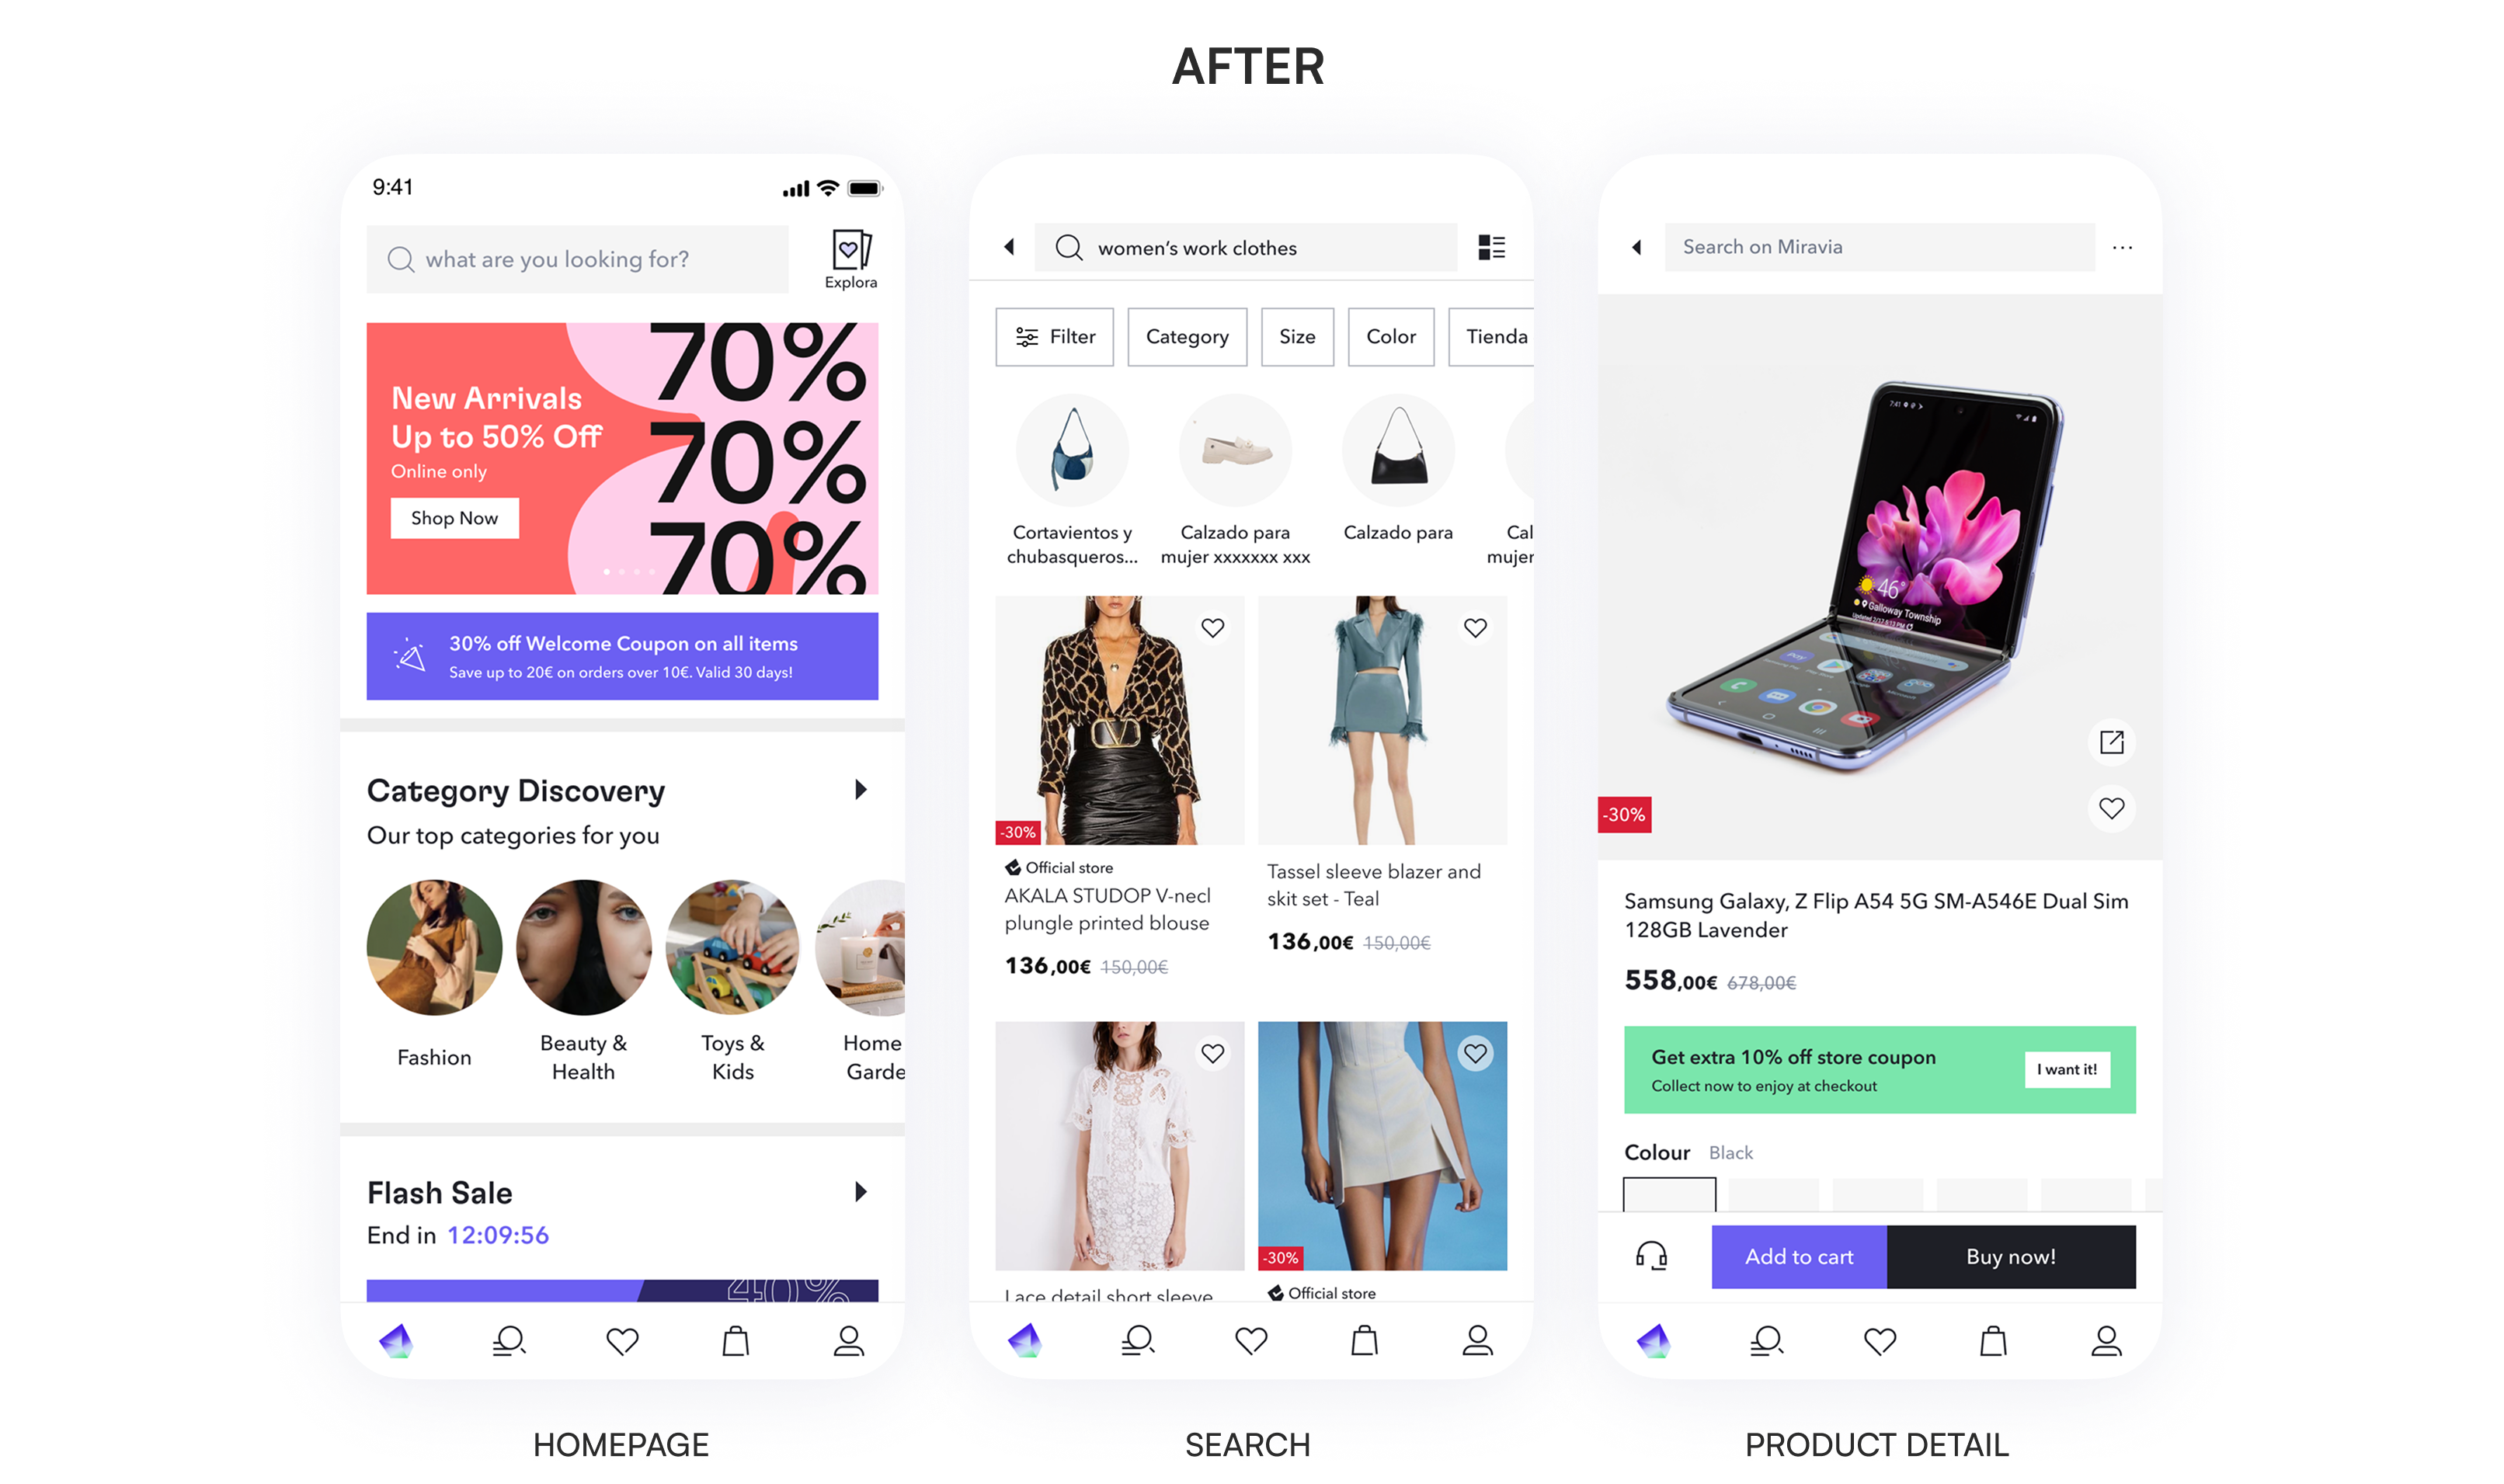 AFTER
9:41
what are you looking for?
Explora
New Arrivals
Up to 50% Off
Online only
Shop Now
70%
70%
70%
30% off Welcome Coupon on all items
Save up to 20€ on orders over 10€. Valid 30 days!
Category Discovery
Our top categories for you
Fashion
Beauty &
Health
Toys &
Kids
Home
Garde
Flash Sale
End in 12:09:56
40%
HOMEPAGE
women's work clothes
Filter
Category
Size
Color
Tienda
Cortavientos y
chubasqueros...
Calzado para
mujer xxxxxxx xxx
Calzado para
Cal
mujer
-30%
Official store
AKALA STUDOP V-necl
plungle printed blouse
136,00€ 150,00€
Tassel sleeve blazer and
skit set - Teal
136,00€ 150,00€
Lace detail short sleeve
-30%
Official store
SEARCH
Search on Miravia
7:41
46°
Galloway Township
-30%
Samsung Galaxy, Z Flip A54 5G SM-A546E Dual Sim
128GB Lavender
558,00€ 678,00€
Get extra 10% off store coupon
Collect now to enjoy at checkout
I want it!
Colour Black
Add to cart
Buy now!
PRODUCT DETAIL